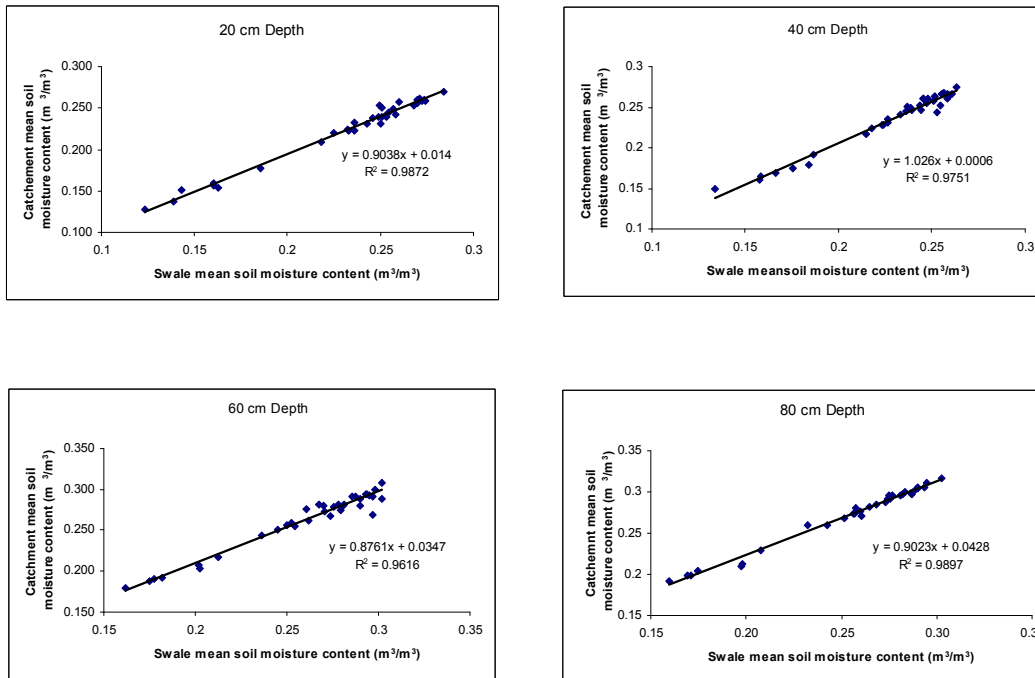 20 cm Depth
Catchement mean soil
moisture content (m ³/m³)
0.300
0.250
0.200
0.150
0.100
y = 0.9038x + 0.014
R² = 0.9872
0.1 0.15 0.2 0.25 0.3
Swale mean soil moisture content (m³/m³)
40 cm Depth
Catchement mean soil
moisture content (m ³/m³)
0.3
0.25
0.2
0.15
0.1
y = 1.026x + 0.0006
R² = 0.9751
0.1 0.15 0.2 0.25 0.3
Swale meansoil moisture content (m³/m³)
60 cm Depth
Catchment mean soil
moisture content (m ³/m³)
0.350
0.300
0.250
0.200
0.150
y = 0.8761x + 0.0347
R² = 0.9616
0.15 0.2 0.25 0.3 0.35
Swale mean soil moisture content (m³/m³)
80 cm Depth
Catchemnt mean soil
moisture content (m ³/m³)
0.35
0.3
0.25
0.2
0.15
y = 0.9023x + 0.0428
R² = 0.9897
0.15 0.20 0.25 0.30
Swale mean soil moisture content (m³/m³)